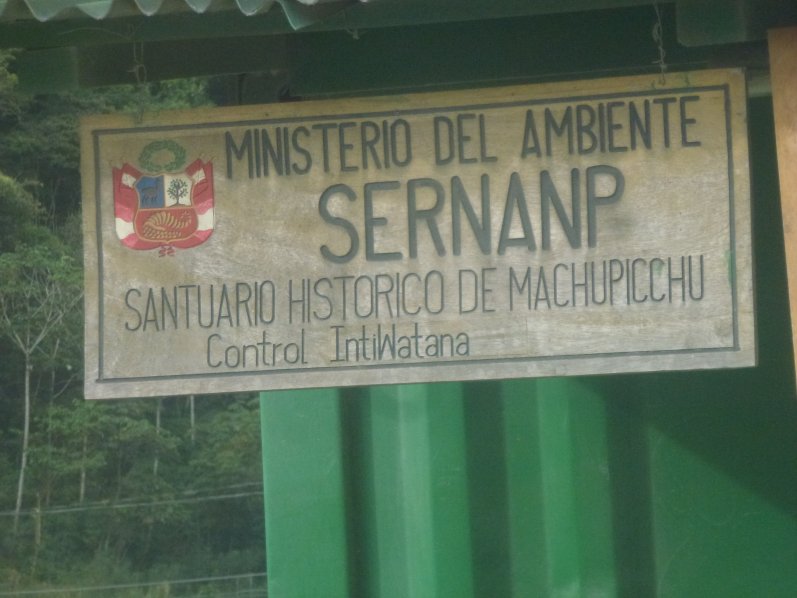 MINISTERIO DEL AMBIENTE
SERNANP
SANTUARIO HISTORICO DE MACHUPICCHU
Control IntiWatana